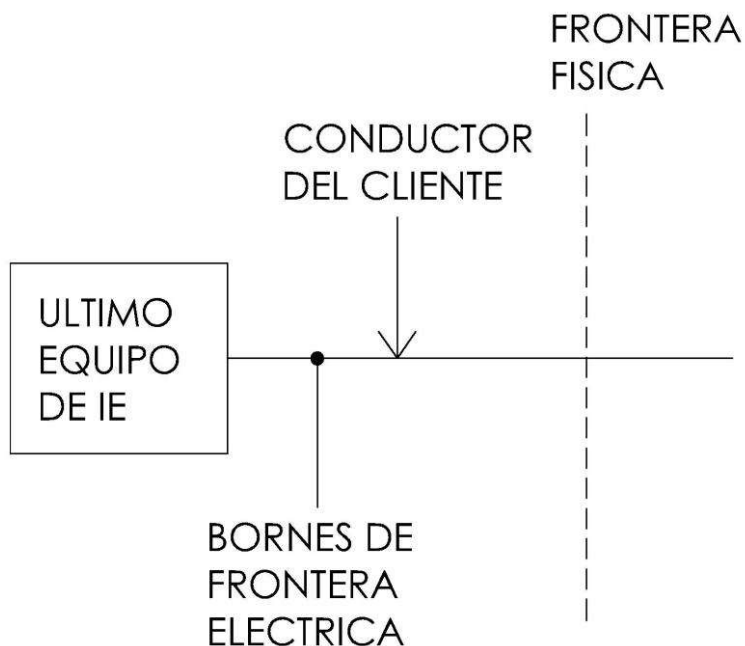 FRONTERA
FISICA
CONDUCTOR
DEL CLIENTE
ULTIMO
EQUIPO
DE IE
BORNES DE
FRONTERA
ELECTRICA